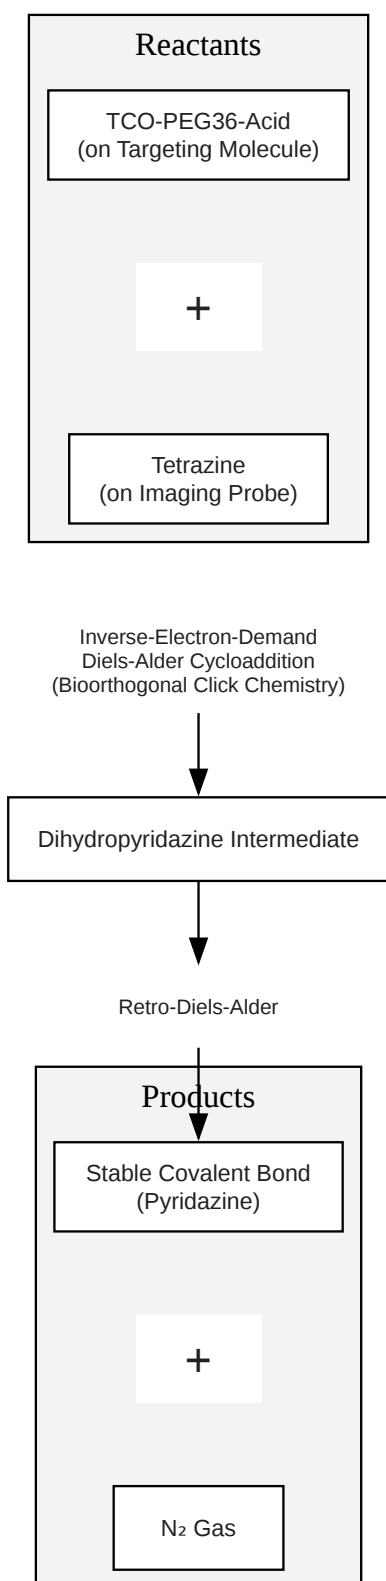 Reactants
TCO-PEG36-Acid
(on Targeting Molecule)
+
Tetrazine
(on Imaging Probe)
Inverse-Electron-Demand
Diels-Alder Cycloaddition
(Bioorthogonal Click Chemistry)
Dihydropyridazine Intermediate
Retro-Diels-Alder
Products
Stable Covalent Bond
(Pyridazine)
+
N₂ Gas